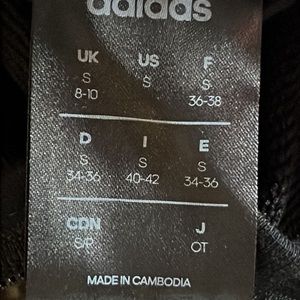 adidas
UK US F
S S S
8-10 36-38
D I E
S S S
34-36 40-42 34-36
CDN J
S/P OT
MADE IN CAMBODIA